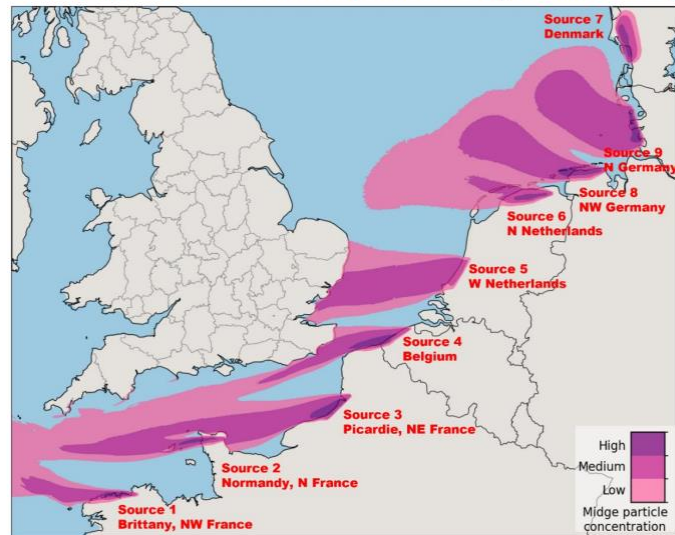 Source 7
Denmark
Source 9
N Germany
Source 8
NW Germany
Source 6
N Netherlands
Source 5
W Netherlands
Source 4
Belgium
Source 3
Picardie, NE France
Source 2
Normandy, N France
Source 1
Brittany, NW France
High
Medium
Low
Midge particle
concentration